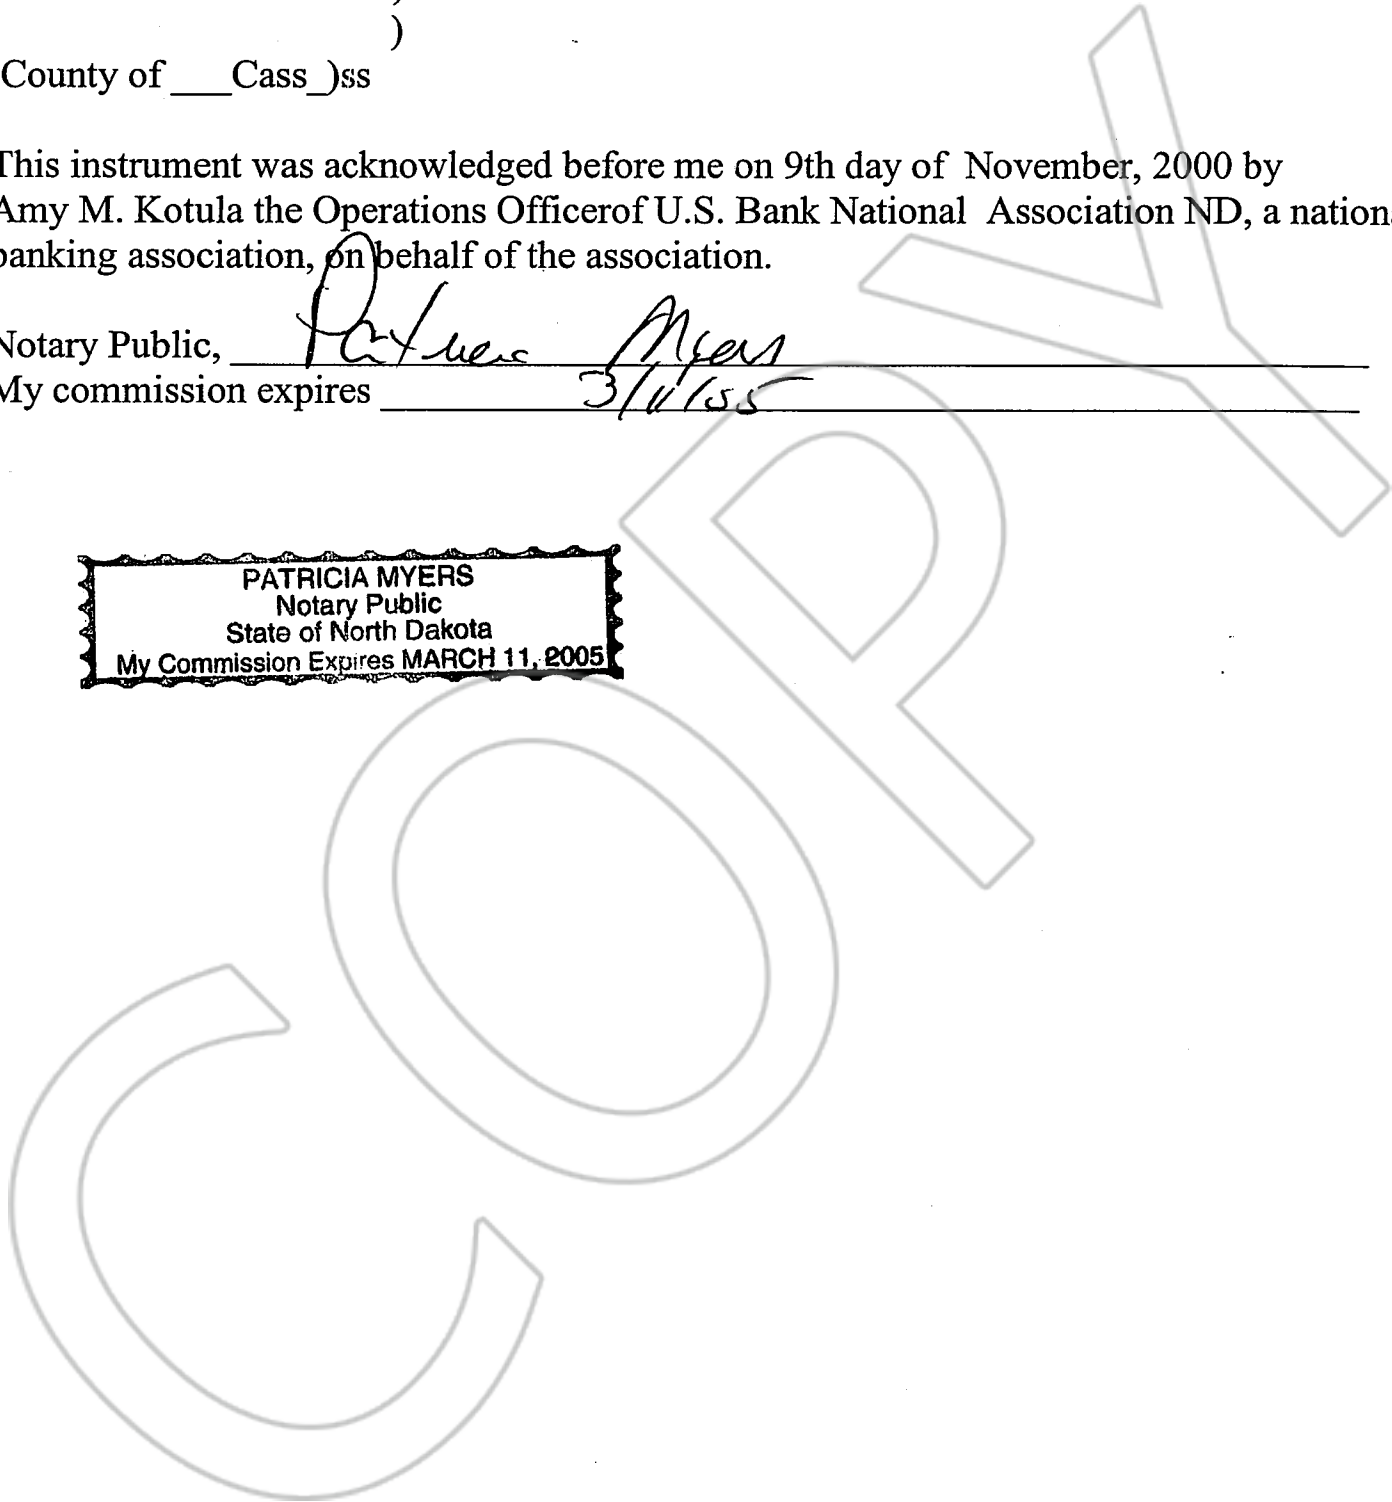 )
County of ___Cass_)ss
This instrument was acknowledged before me on 9th day of November, 2000 by
Amy M. Kotula the Operations Officerof U.S. Bank National Association ND, a nationa
banking association, on behalf of the association.
Notary Public, Patricia Myers
My commission expires 3/11/05
PATRICIA MYERS
Notary Public
State of North Dakota
My Commission Expires MARCH 11, 2005
COPY